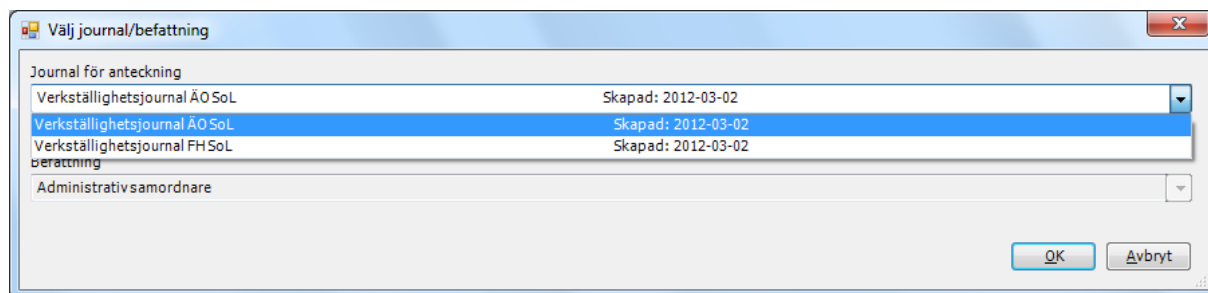 Välj journal/befattning
Journal för anteckning
Verkställighetsjournal ÄO SoL Skapad: 2012-03-02
Verkställighetsjournal ÄO SoL Skapad: 2012-03-02
Verkställighetsjournal FH SoL Skapad: 2012-03-02
Befattning
Administrativ samordnare
OK Avbryt